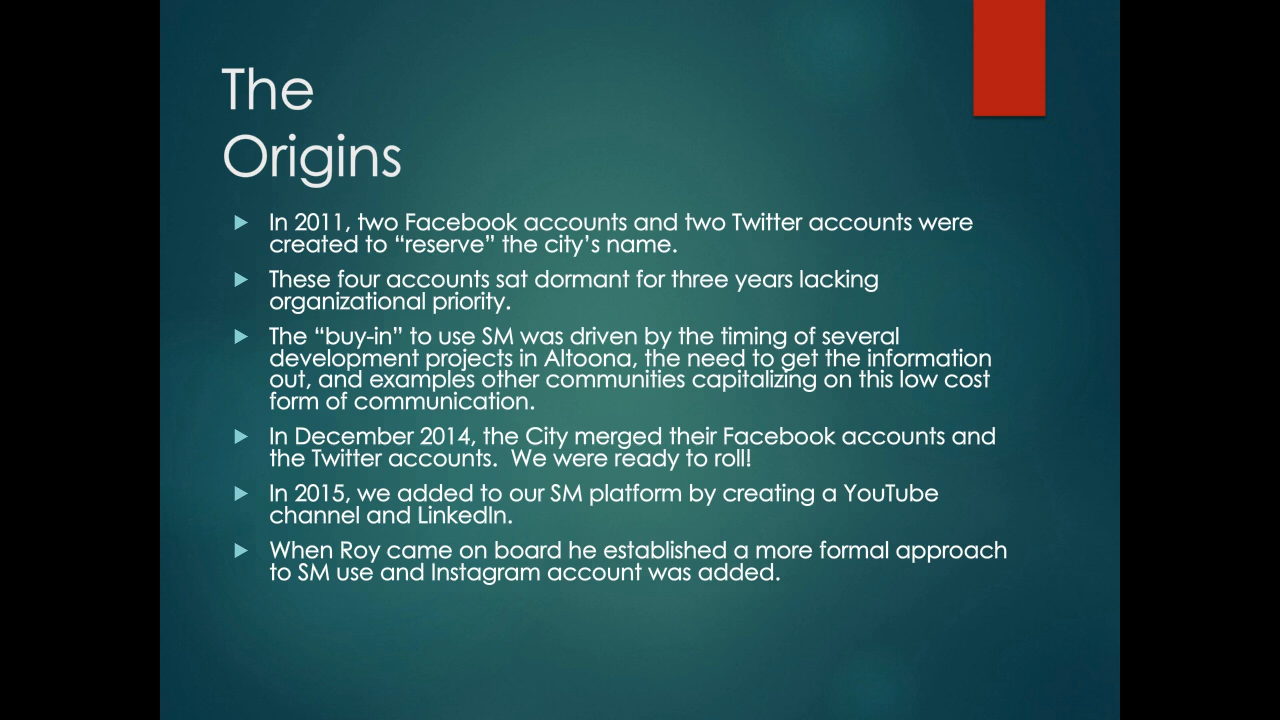 The
Origins
In 2011, two Facebook accounts and two Twitter accounts were
created to “reserve” the city’s name.
These four accounts sat dormant for three years lacking
organizational priority.
The “buy-in” to use SM was driven by the timing of several
development projects in Altoona, the need to get the information
out, and examples other communities capitalizing on this low cost
form of communication.
In December 2014, the City merged their Facebook accounts and
the Twitter accounts.  We were ready to roll!
In 2015, we added to our SM platform by creating a YouTube
channel and LinkedIn.
When Roy came on board he established a more formal approach
to SM use and Instagram account was added.